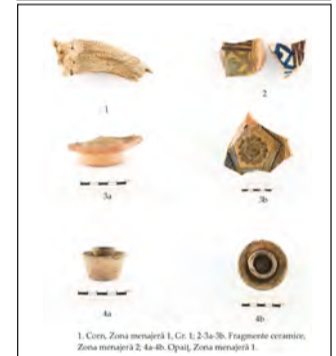 1
2
3a
3b
4a
4b
1. Corn, Zona menajeră 1, Gr. 1; 2-3a-3b. Fragmente ceramice,
Zona menajeră 2; 4a-4b. Opaiț, Zona menajeră 1.